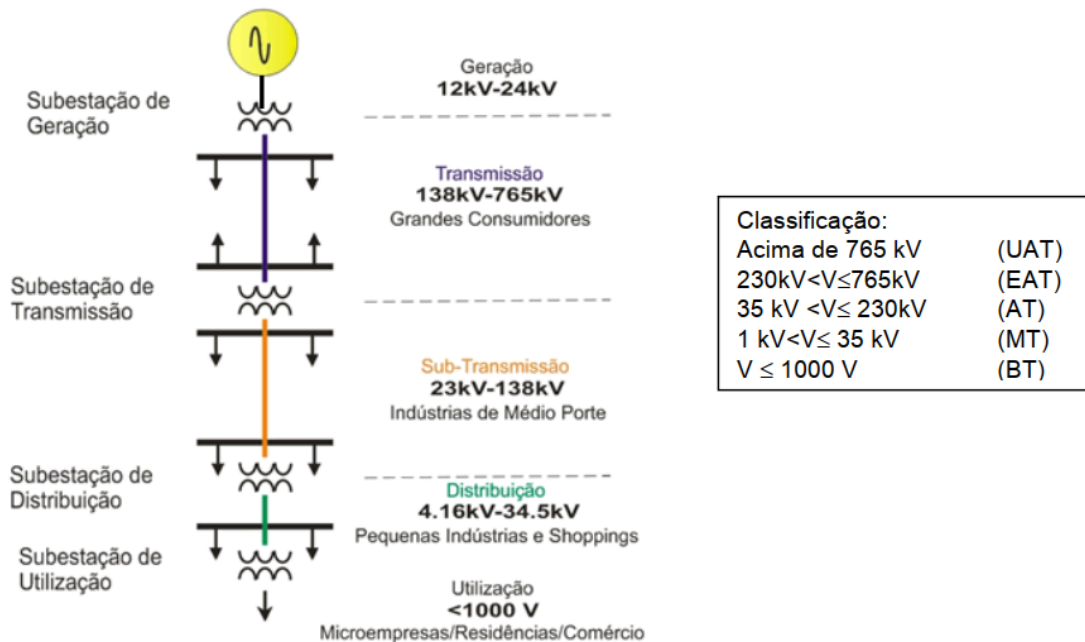 Geração
12kV-24kV
Subestação de
Geração
Transmissão
138kV-765kV
Grandes Consumidores
Subestação de
Transmissão
Sub-Transmissão
23kV-138kV
Indústrias de Médio Porte
Subestação de
Distribuição
Distribuição
4.16kV-34.5kV
Pequenas Indústrias e Shoppings
Subestação de
Utilização
Utilização
<1000 V
Microempresas/Residências/Comércio
Classificação:
Acima de 765 kV (UAT)
230kV<V≤765kV (EAT)
35 kV <V≤ 230kV (AT)
1 kV<V≤ 35 kV (MT)
V ≤ 1000 V (BT)